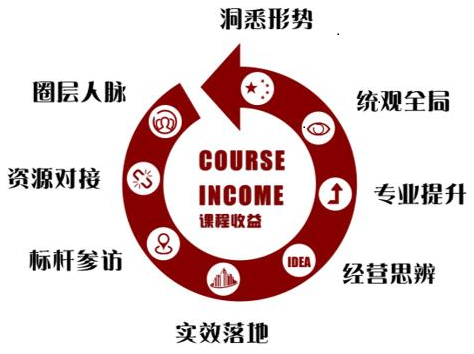 洞悉形势
圈层人脉
统观全局
COURSE
INCOME
课程收益
资源对接
专业提升
标杆参访
IDEA
经营思辨
实效落地